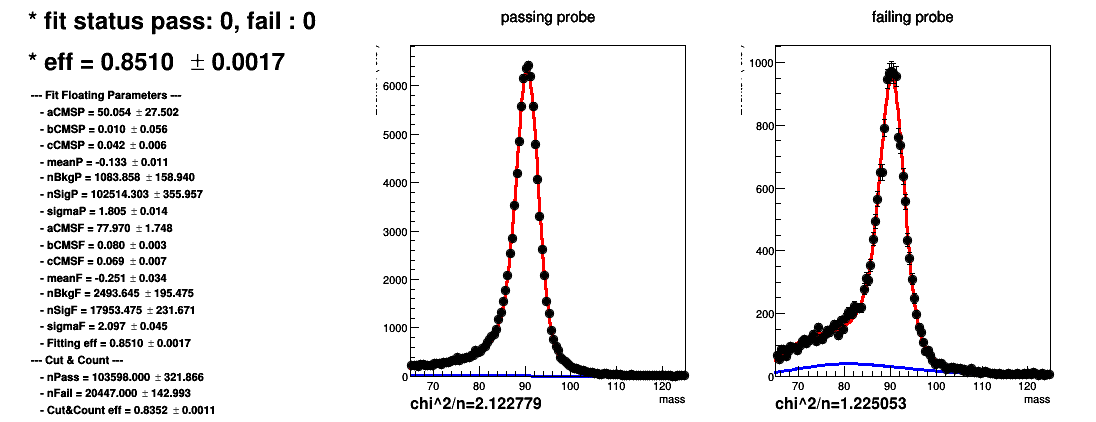 * fit status pass: 0, fail : 0
* eff = 0.8510 ± 0.0017
--- Fit Floating Parameters ---
- aCMSP = 50.054 ± 27.502
- bCMSP = 0.010 ± 0.056
- cCMSP = 0.042 ± 0.006
- meanP = -0.133 ± 0.011
- nBkgP = 1083.858 ± 158.940
- nSigP = 102514.303 ± 355.957
- sigmaP = 1.805 ± 0.014
- aCMSF = 77.970 ± 1.748
- bCMSF = 0.080 ± 0.003
- cCMSF = 0.069 ± 0.007
- meanF = -0.251 ± 0.034
- nBkgF = 2493.645 ± 195.475
- nSigF = 17953.475 ± 231.671
- sigmaF = 2.097 ± 0.045
- Fitting eff = 0.8510 ± 0.0017
--- Cut & Count ---
- nPass = 103598.000 ± 321.866
- nFail = 20447.000 ± 142.993
- Cut&Count eff = 0.8352 ± 0.0011
passing probe
6000
5000
4000
3000
2000
1000
0
70 80 90 100 110 120
mass
chi^2/n=2.122779
failing probe
1000
800
600
400
200
0
70 80 90 100 110 120
mass
chi^2/n=1.225053